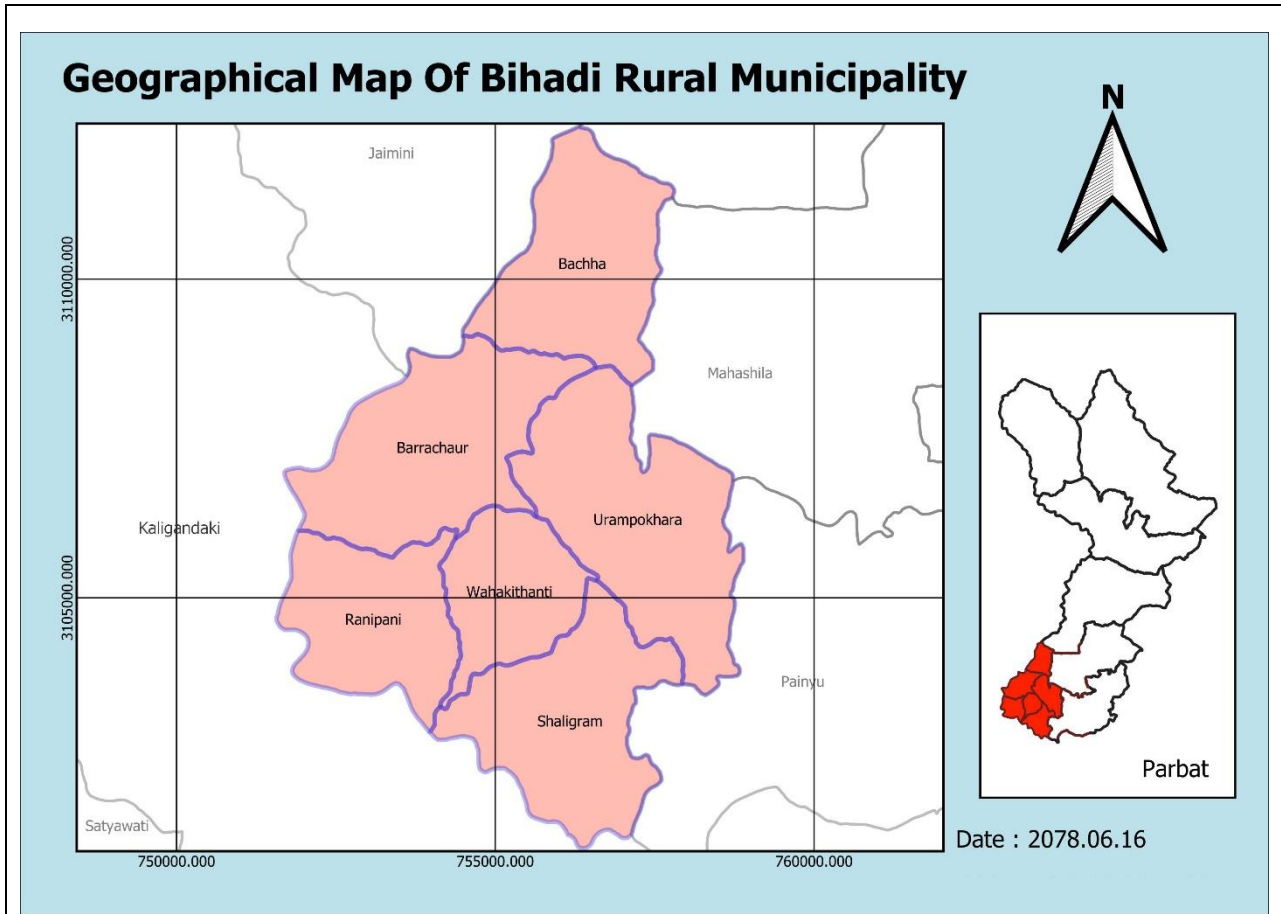 Geographical Map Of Bihadi Rural Municipality
N
Jaimini
Bachha
3110000.000
Mahashila
Barrachaur
Urampokhara
Kaligandaki
Wahakithanti
3105000.000
Ranipani
Painyu
Shaligram
Parbat
Satyawati
750000.000
755000.000
760000.000
Date : 2078.06.16